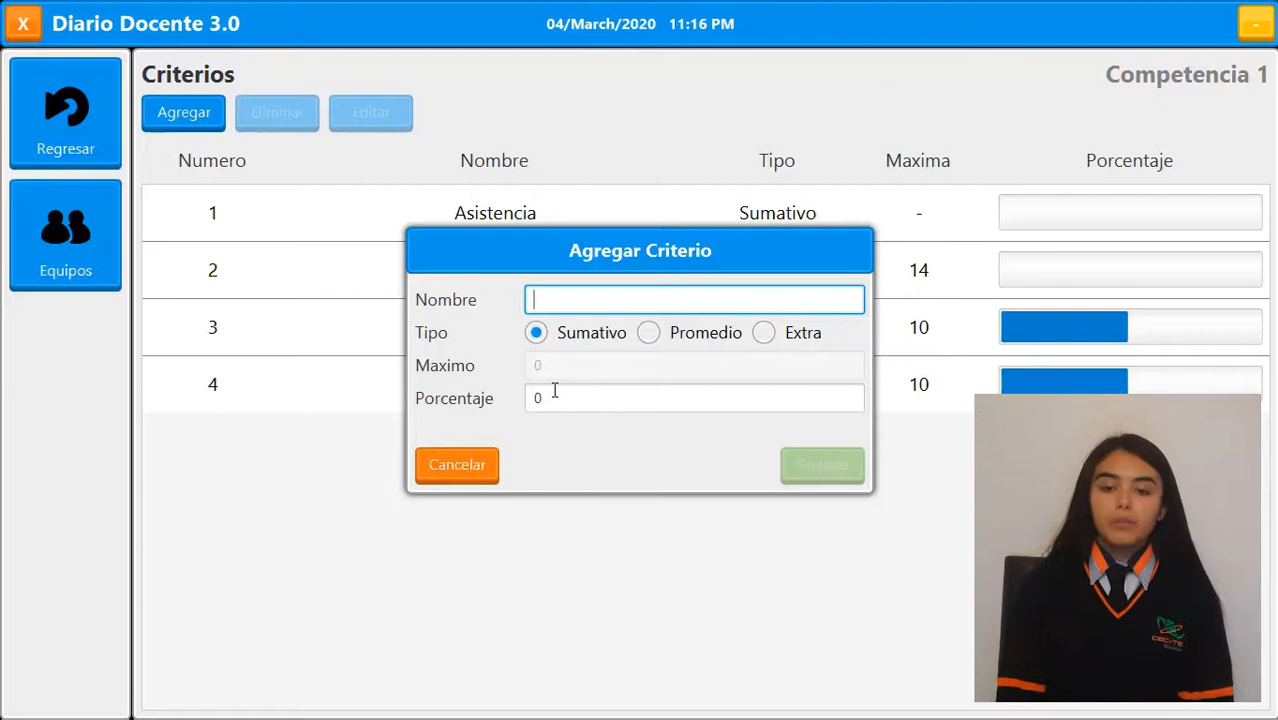 X Diario Docente 3.0 04/March/2020 11:16 PM -
Regresar
Equipos
Criterios Competencia 1
Agregar Eliminar Editar
Numero Nombre Tipo Maxima Porcentaje
1 Asistencia Sumativo -
2 14
3 10
4 10
Agregar Criterio
Nombre
Tipo Sumativo Promedio Extra
Maximo 0
Porcentaje 0
Cancelar Guardar
CECyTE